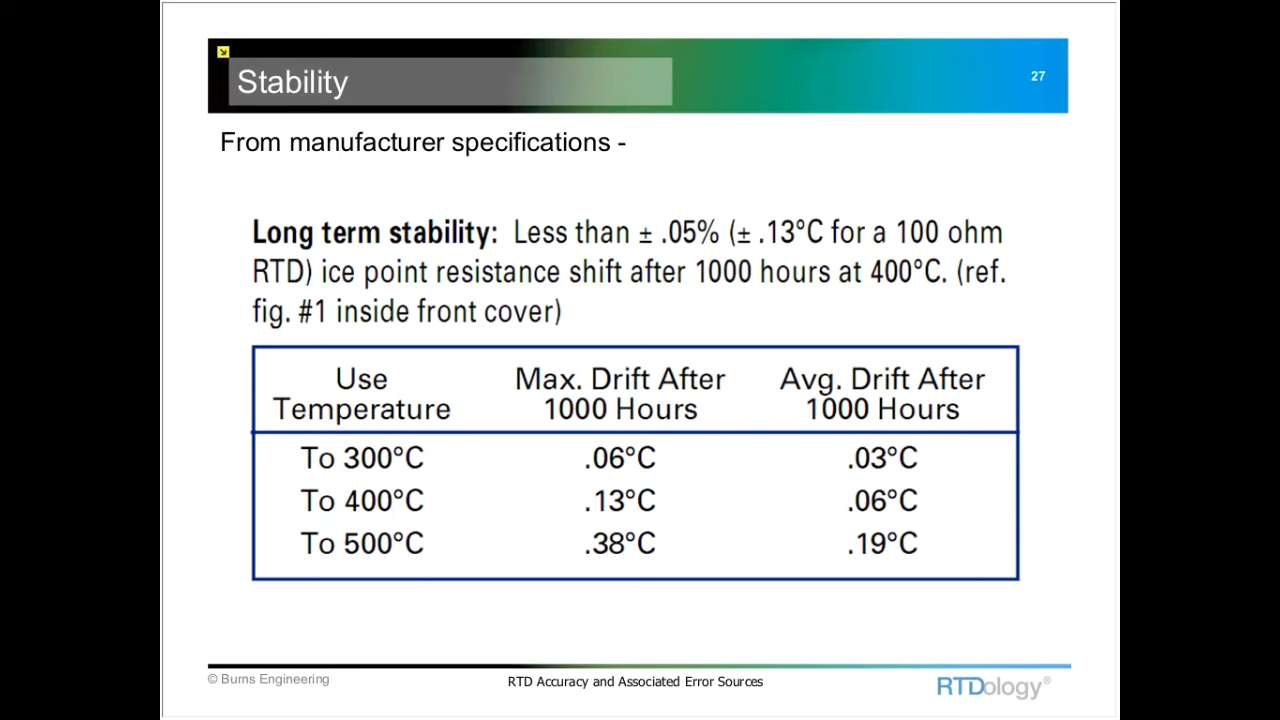 Stability
27
From manufacturer specifications -
Long term stability: Less than ± .05% (± .13°C for a 100 ohm
RTD) ice point resistance shift after 1000 hours at 400°C. (ref.
fig. #1 inside front cover)
Use Temperature Max. Drift After 1000 Hours Avg. Drift After 1000 Hours
To 300°C .06°C .03°C
To 400°C .13°C .06°C
To 500°C .38°C .19°C
© Burns Engineering
RTD Accuracy and Associated Error Sources
RTDology®